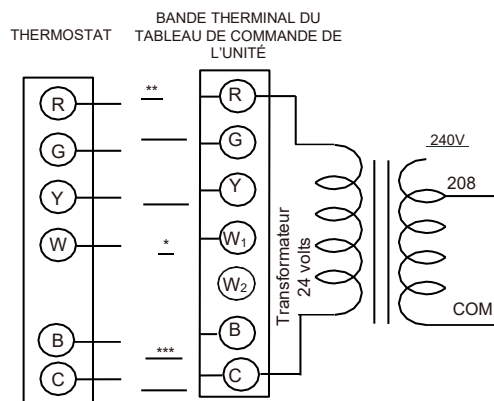 THERMOSTAT
BANDE THERMINAL DU
TABLEAU DE COMMANDE DE
L'UNITÉ
R
**
R
G
G
Y
Y
W
*
W1
W2
B
B
***
C
C
Transformateur
24 volts
240V
208
COM